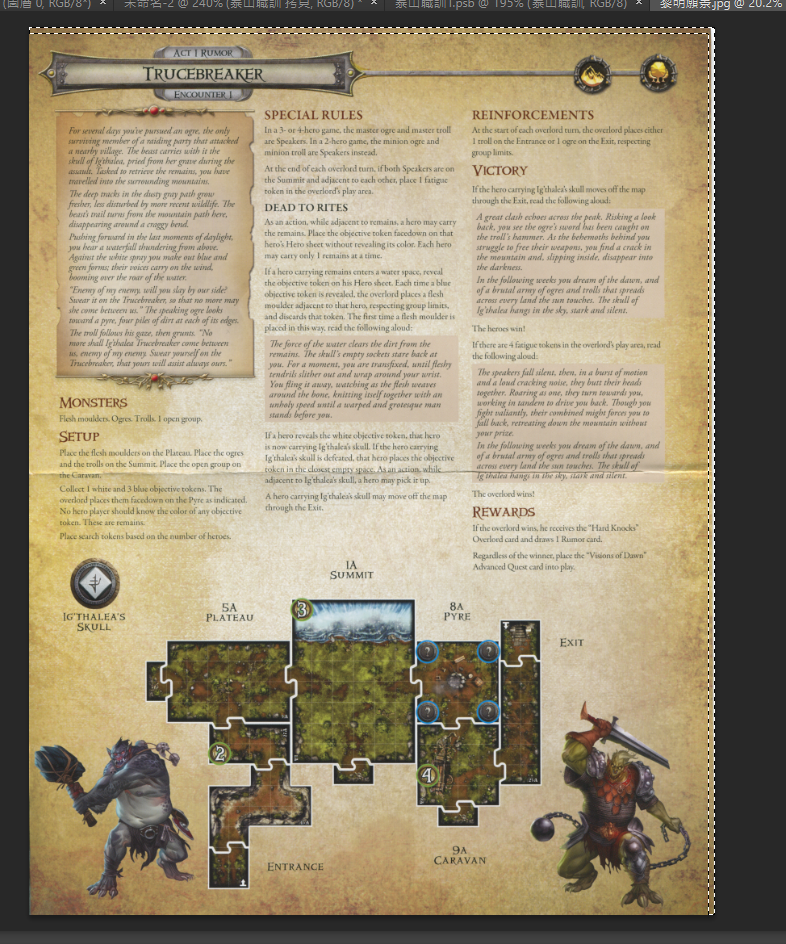 (圖層 0, RGB/8*) ×
未命名-2 @ 240% (泰山職訓 拷貝, RGB/8) * ×
泰山職訓1.psb @ 195% (泰山職訓, RGB/8) ×
黎明願景.jpg @ 20.2%
Act I Rumor
Trucebreaker
Encounter 1
For several days you've pursued an ogre, the only
surviving member of a raiding party that attacked
a nearby village. The beast carries with it the
skull of Ig'thalea, pried from her grave during the
assault. Tasked to retrieve the remains, you have
travelled into the surrounding mountains.
The deep tracks in the dusty gray path grow
fresher, less disturbed by more recent wildlife. The
beast's trail turns from the mountain path here,
disappearing around a craggy bend.
Pushing forward in the last moments of daylight,
you hear a waterfall thundering from above.
Against the white spray you make out blue and
green forms; their voices carry on the wind,
booming over the roar of the water.
"Enemy of my enemy, will you slay by our side?
Swear it on the Trucebreaker, so that no more may
she come between us." The speaking ogre looks
toward a pyre, four piles of dirt at each of its edges.
The troll follows his gaze, then grunts. "No
more shall Ig'thalea Trucebreaker come between
us, enemy of my enemy. Swear yourself on the
Trucebreaker, that yours will assist always ours."
Monsters
Flesh moulders. Ogres. Trolls. 1 open group.
Setup
Place the flesh moulders on the Plateau. Place the ogres
and the trolls on the Summit. Place the open group on
the Caravan.
Collect 1 white and 3 blue objective tokens. The
overlord places them facedown on the Pyre as indicated.
No hero player should know the color of any objective
token. These are remains.
Place search tokens based on the number of heroes.
Special Rules
In a 3- or 4-hero game, the master ogre and master troll
are Speakers. In a 2-hero game, the minion ogre and
minion troll are Speakers instead.
At the end of each overlord turn, if both Speakers are on
the Summit and adjacent to each other, place 1 fatigue
token in the overlord's play area.
Dead to Rites
As an action, while adjacent to remains, a hero may carry
the remains. Place the objective token facedown on that
hero's Hero sheet without revealing its color. Each hero
may carry only 1 remains at a time.
If a hero carrying remains enters a water space, reveal
the objective token on his Hero sheet. Each time a blue
objective token is revealed, the overlord places a flesh
moulder adjacent to that hero, respecting group limits,
and discards that token. The first time a flesh moulder is
placed in this way, read the following aloud:
The force of the water clears the dirt from the
remains. The skull's empty sockets stare back at
you. For a moment, you are transfixed, until fleshy
tendrils slither out and wrap around your wrist.
You fling it away, watching as the flesh weaves
around the bone, knitting itself together with an
unholy speed until a warped and grotesque man
stands before you.
If a hero reveals the white objective token, that hero
is now carrying Ig'thalea's skull. If the hero carrying
Ig'thalea's skull is defeated, that hero places the objective
token in the closest empty space. As an action, while
adjacent to Ig'thalea's skull, a hero may pick it up.
A hero carrying Ig'thalea's skull may move off the map
through the Exit.
Reinforcements
At the start of each overlord turn, the overlord places either
1 troll on the Entrance or 1 ogre on the Exit, respecting
group limits.
Victory
If the hero carrying Ig'thalea's skull moves off the map
through the Exit, read the following aloud:
A great clash echoes across the peak. Risking a look
back, you see the ogre's sword has been caught on
the troll's hammer. As the behemoths behind you
struggle to free their weapons, you find a crack in
the mountain and, slipping inside, disappear into
the darkness.
In the following weeks you dream of the dawn, and
of a brutal army of ogres and trolls that spreads
across every land the sun touches. The skull of
Ig'thalea hangs in the sky, stark and silent.
The heroes win!
If there are 4 fatigue tokens in the overlord's play area, read
the following aloud:
The speakers fall silent, then, in a burst of motion
and a loud cracking noise, they butt their heads
together. Roaring as one, they turn towards you,
working in tandem to drive you back. Though you
fight valiantly, their combined might forces you to
fall back, retreating down the mountain without
your prize.
In the following weeks you dream of the dawn, and
of a brutal army of ogres and trolls that spreads
across every land the sun touches. The skull of
Ig'thalea hangs in the sky, stark and silent.
The overlord wins!
Rewards
If the overlord wins, he receives the "Hard Knocks"
Overlord card and draws 1 Rumor card.
Regardless of the winner, place the "Visions of Dawn"
Advanced Quest card into play.
Ig'thalea's
Skull
5A
Plateau
1A
Summit
8A
Pyre
Exit
3
?
?
?
?
2
4
Entrance
9A
Caravan